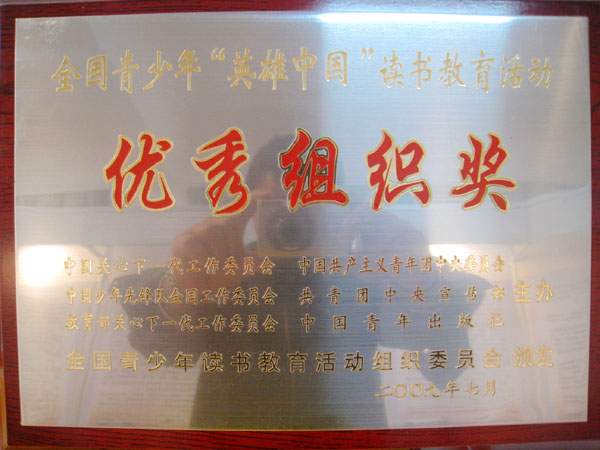 全国青少年“英雄中国”读书教育活动
优秀组织奖
中国关心下一代工作委员会 中国共产主义青年团中央委员会
中国少年先锋队全国工作委员会 共青团中央宣传部 主办
教育部关心下一代工作委员会 中国青年出版社
全国青少年读书教育活动组织委员会 颁发
二〇〇九年七月